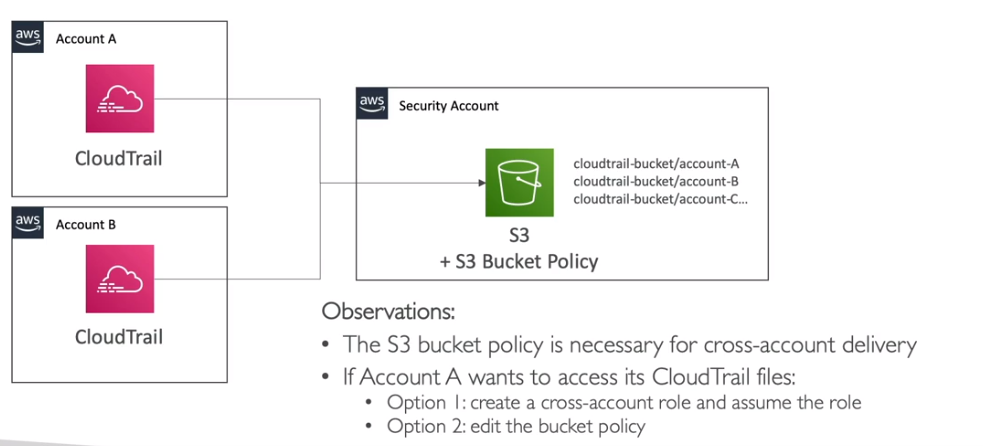 aws
Account A
CloudTrail
aws
Account B
CloudTrail
aws
Security Account
cloudtrail-bucket/account-A
cloudtrail-bucket/account-B
cloudtrail-bucket/account-C...
S3
+ S3 Bucket Policy
Observations:
• The S3 bucket policy is necessary for cross-account delivery
• If Account A wants to access its CloudTrail files:
• Option 1: create a cross-account role and assume the role
• Option 2: edit the bucket policy